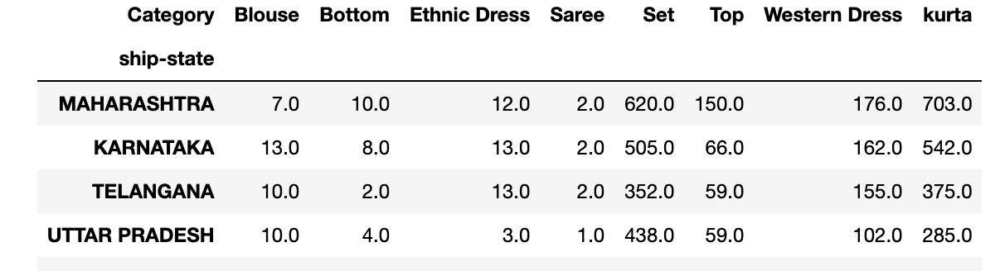 Category Blouse Bottom Ethnic Dress Saree Set Top Western Dress kurta
ship-state
MAHARASHTRA 7.0 10.0 12.0 2.0 620.0 150.0 176.0 703.0
KARNATAKA 13.0 8.0 13.0 2.0 505.0 66.0 162.0 542.0
TELANGANA 10.0 2.0 13.0 2.0 352.0 59.0 155.0 375.0
UTTAR PRADESH 10.0 4.0 3.0 1.0 438.0 59.0 102.0 285.0